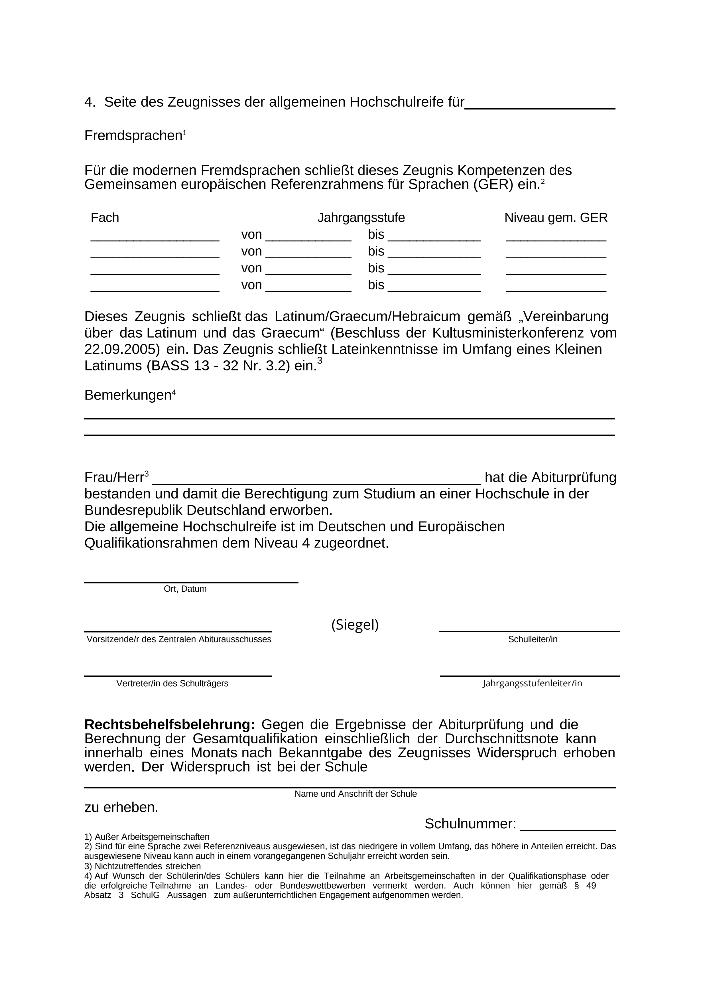 4. Seite des Zeugnisses der allgemeinen Hochschulreife für
Fremdsprachen¹
Für die modernen Fremdsprachen schließt dieses Zeugnis Kompetenzen des
Gemeinsamen europäischen Referenzrahmens für Sprachen (GER) ein.²
Fach Jahrgangsstufe Niveau gem. GER
__________________ von ____________ bis _____________ ______________
__________________ von ____________ bis _____________ ______________
__________________ von ____________ bis _____________ ______________
__________________ von ____________ bis _____________ ______________
Dieses Zeugnis schließt das Latinum/Graecum/Hebraicum gemäß „Vereinbarung
über das Latinum und das Graecum“ (Beschluss der Kultusministerkonferenz vom
22.09.2005) ein. Das Zeugnis schließt Lateinkenntnisse im Umfang eines Kleinen
Latinums (BASS 13 - 32 Nr. 3.2) ein.³
Bemerkungen⁴
Frau/Herr³ hat die Abiturprüfung
bestanden und damit die Berechtigung zum Studium an einer Hochschule in der
Bundesrepublik Deutschland erworben.
Die allgemeine Hochschulreife ist im Deutschen und Europäischen
Qualifikationsrahmen dem Niveau 4 zugeordnet.
Ort, Datum
(Siegel)
Vorsitzende/r des Zentralen Abiturausschusses Schulleiter/in
Vertreter/in des Schulträgers Jahrgangsstufenleiter/in
Rechtsbehelfsbelehrung: Gegen die Ergebnisse der Abiturprüfung und die
Berechnung der Gesamtqualifikation einschließlich der Durchschnittsnote kann
innerhalb eines Monats nach Bekanntgabe des Zeugnisses Widerspruch erhoben
werden. Der Widerspruch ist bei der Schule
Name und Anschrift der Schule
zu erheben.
Schulnummer:
1) Außer Arbeitsgemeinschaften
2) Sind für eine Sprache zwei Referenzniveaus ausgewiesen, ist das niedrigere in vollem Umfang, das höhere in Anteilen erreicht. Das
ausgewiesene Niveau kann auch in einem vorangegangenen Schuljahr erreicht worden sein.
3) Nichtzutreffendes streichen
4) Auf Wunsch der Schülerin/des Schülers kann hier die Teilnahme an Arbeitsgemeinschaften in der Qualifikationsphase oder
die erfolgreiche Teilnahme an Landes- oder Bundeswettbewerben vermerkt werden. Auch können hier gemäß § 49
Absatz 3 SchulG Aussagen zum außerunterrichtlichen Engagement aufgenommen werden.